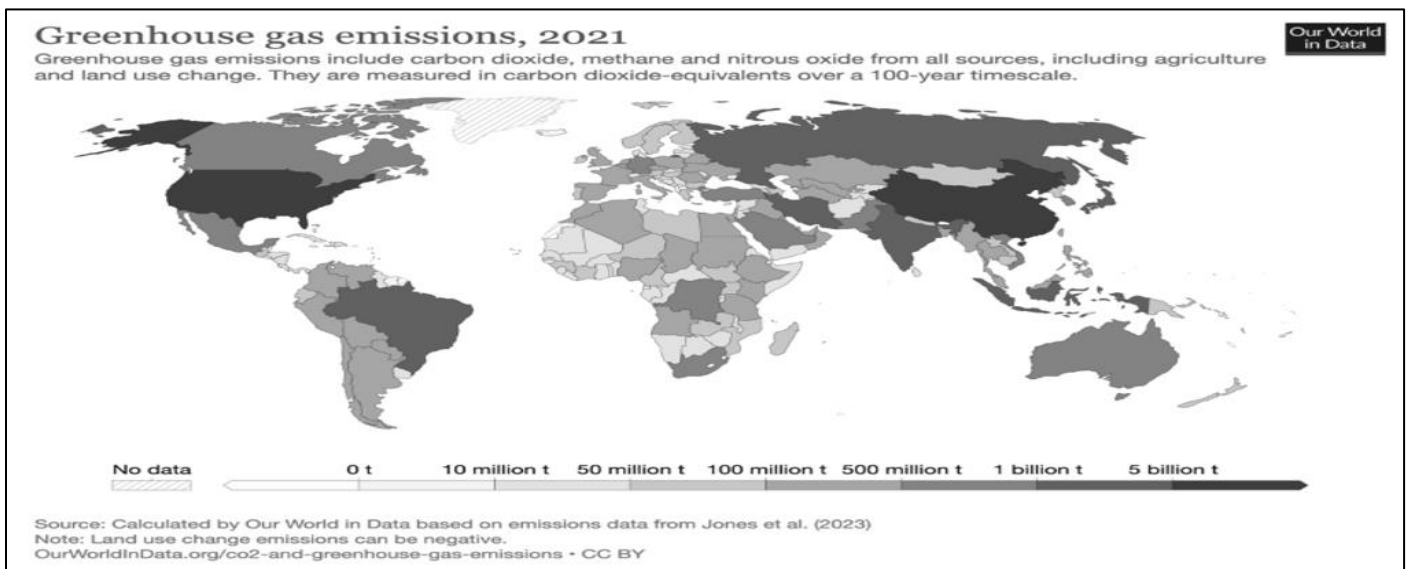 Greenhouse gas emissions, 2021
Our World
in Data
Greenhouse gas emissions include carbon dioxide, methane and nitrous oxide from all sources, including agriculture
and land use change. They are measured in carbon dioxide-equivalents over a 100-year timescale.
No data 0 t 10 million t 50 million t 100 million t 500 million t 1 billion t 5 billion t
Source: Calculated by Our World in Data based on emissions data from Jones et al. (2023)
Note: Land use change emissions can be negative.
OurWorldInData.org/co2-and-greenhouse-gas-emissions • CC BY